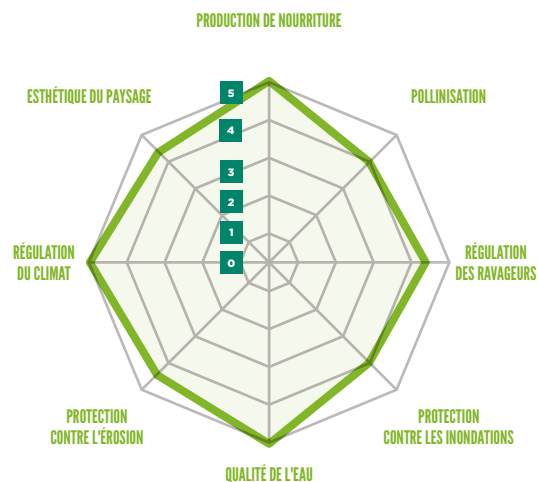 PRODUCTION DE NOURRITURE
ESTHÉTIQUE DU PAYSAGE
POLLINISATION
5
4
3
2
1
0
RÉGULATION
DU CLIMAT
RÉGULATION
DES RAVAGEURS
PROTECTION
CONTRE L'ÉROSION
PROTECTION
CONTRE LES INONDATIONS
QUALITÉ DE L'EAU